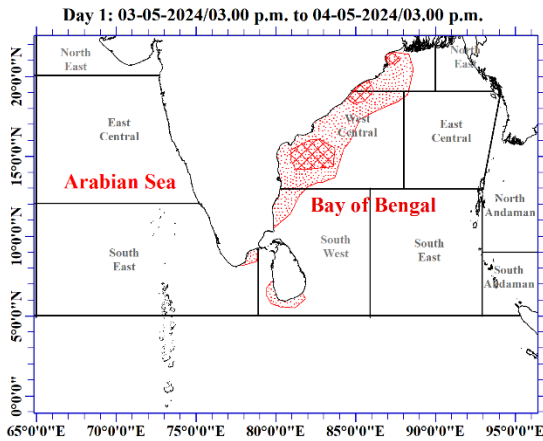 Day 1: 03-05-2024/03.00 p.m. to 04-05-2024/03.00 p.m.
North
East
North
East
20°0'0"N
East
Central
West
Central
East
Central
15°0'0"N
Arabian Sea
Bay of Bengal
North
Andaman
10°0'0"N
South
East
South
West
South
East
South
Andaman
5°0'0"N
0°0'0"
65°0'0"E 70°0'0"E 75°0'0"E 80°0'0"E 85°0'0"E 90°0'0"E 95°0'0"E